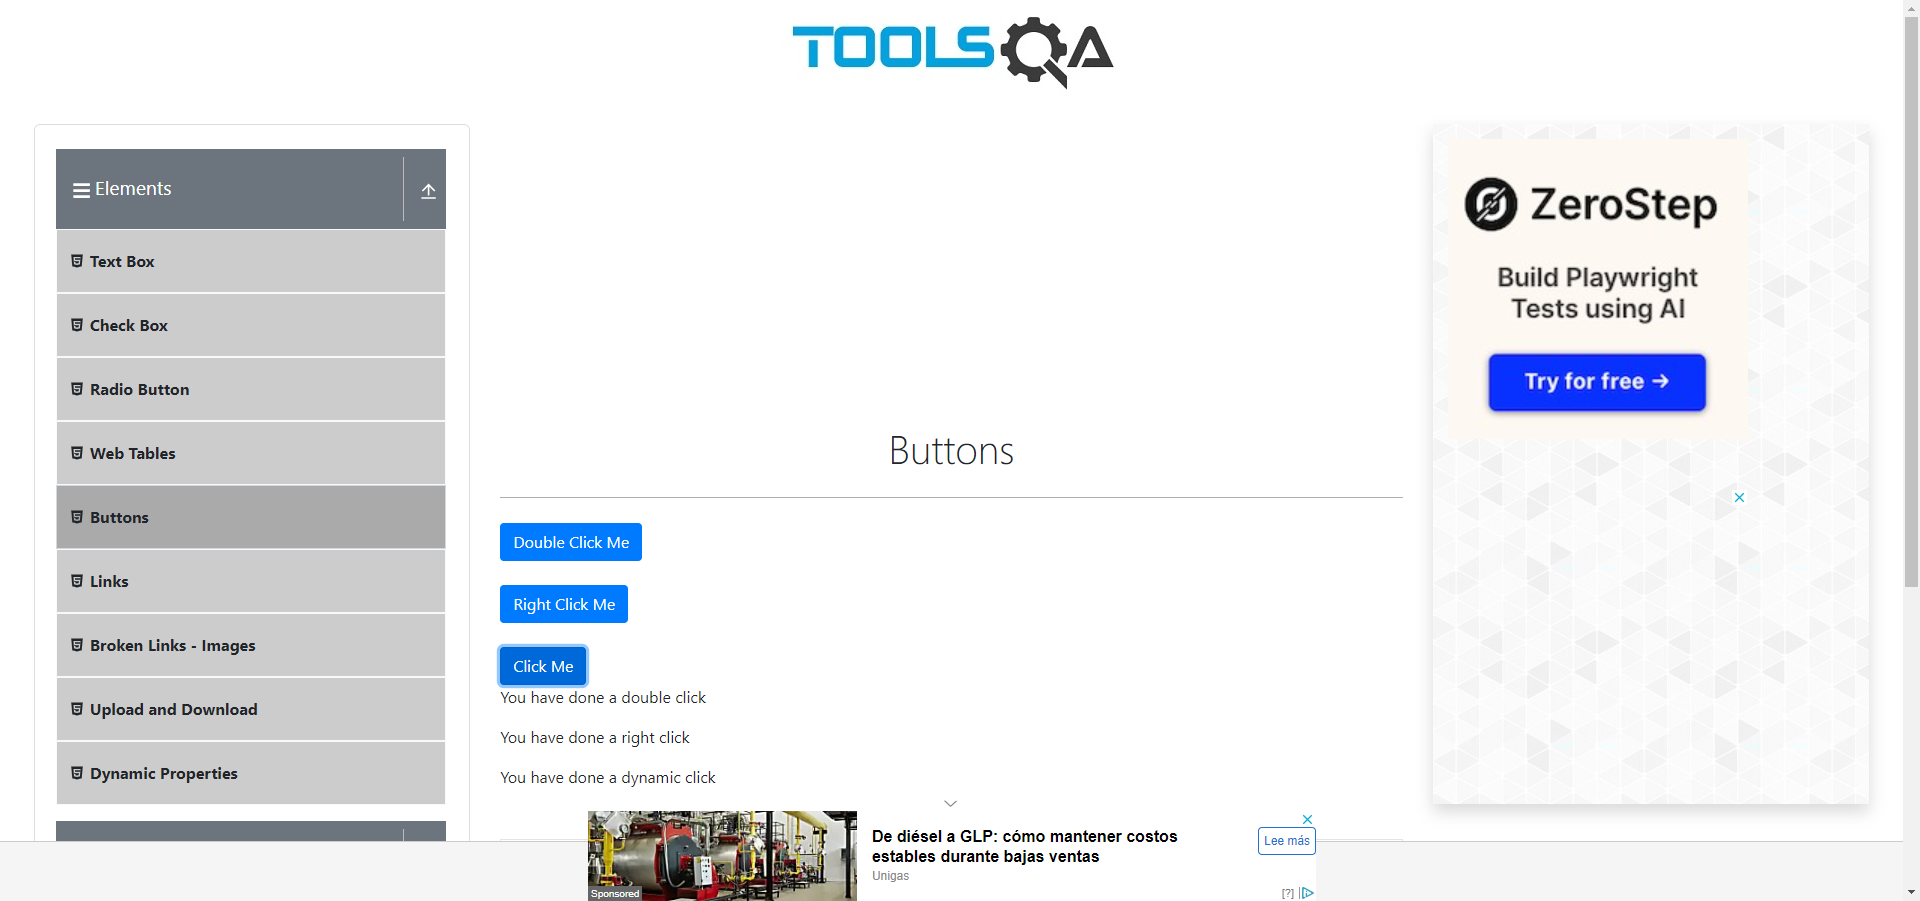 TOOLSQA
Elements
Text Box
Check Box
Radio Button
Web Tables
Buttons
Links
Broken Links - Images
Upload and Download
Dynamic Properties
Buttons
Double Click Me
Right Click Me
Click Me
You have done a double click
You have done a right click
You have done a dynamic click
ZeroStep
Build Playwright
Tests using AI
Try for free →
De diésel a GLP: cómo mantener costos
estables durante bajas ventas
Unigas
Lee más
Sponsored
[?]